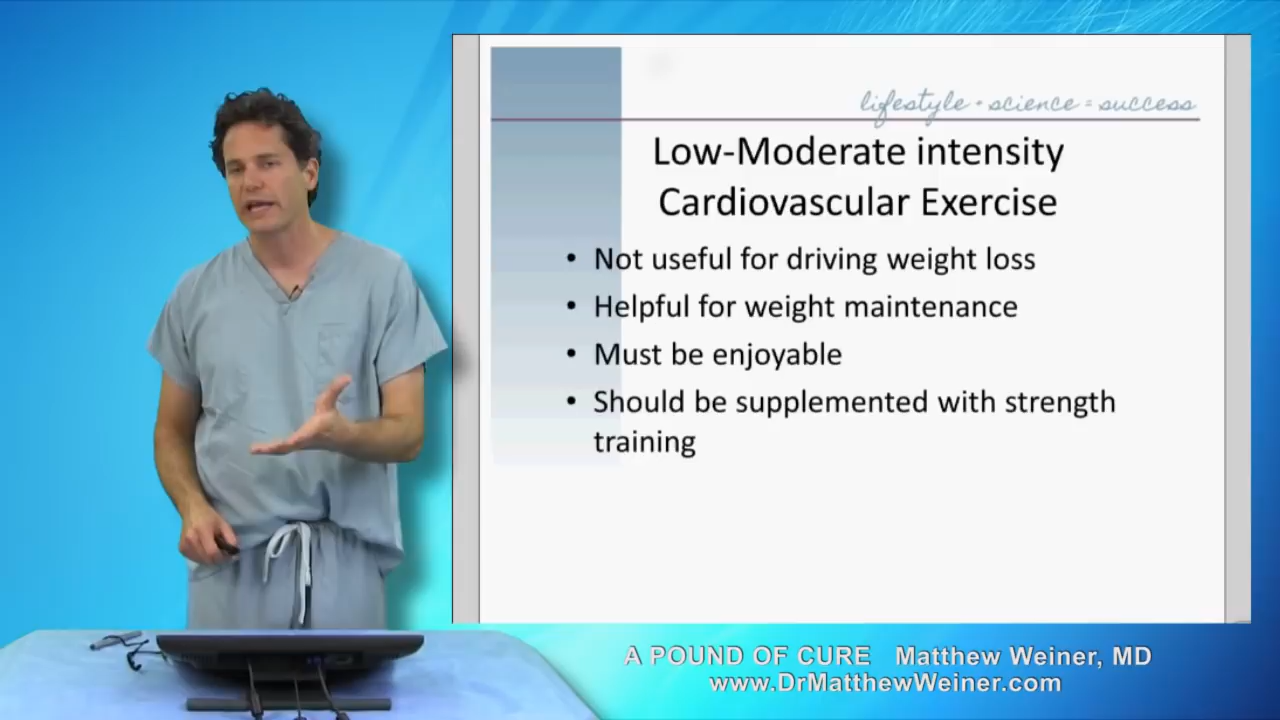 lifestyle + science = success
Low-Moderate intensity
Cardiovascular Exercise
• Not useful for driving weight loss
• Helpful for weight maintenance
• Must be enjoyable
• Should be supplemented with strength
training
A POUND OF CURE Matthew Weiner, MD
www.DrMatthewWeiner.com